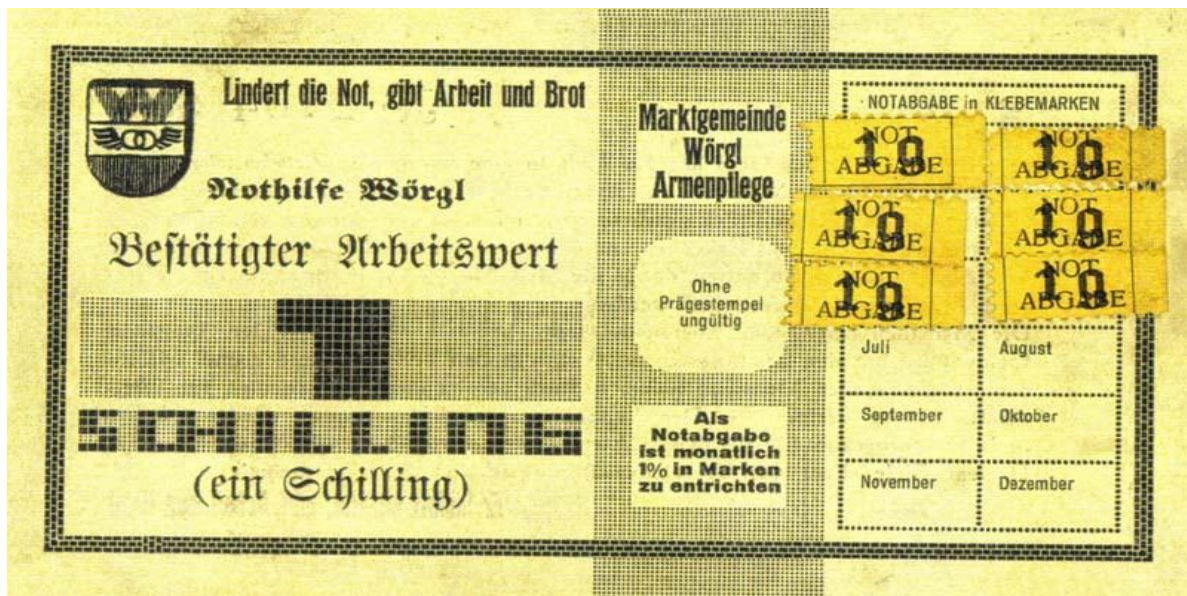 Lindert die Not, gibt Arbeit und Brot
Nothilfe Wörgl
Bestätigter Arbeitswert
1
SCHILLING
(ein Schilling)
Marktgemeinde
Wörgl
Armenpflege
Ohne
Prägestempel
ungültig
Als
Notabgabe
ist monatlich
1% in Marken
zu entrichten
NOTABGABE in KLEBEMARKEN
NOT
ABGABE
10
NOT
ABGABE
10
NOT
ABGABE
10
NOT
ABGABE
10
NOT
ABGABE
10
NOT
ABGABE
10
Juli
August
September
Oktober
November
Dezember